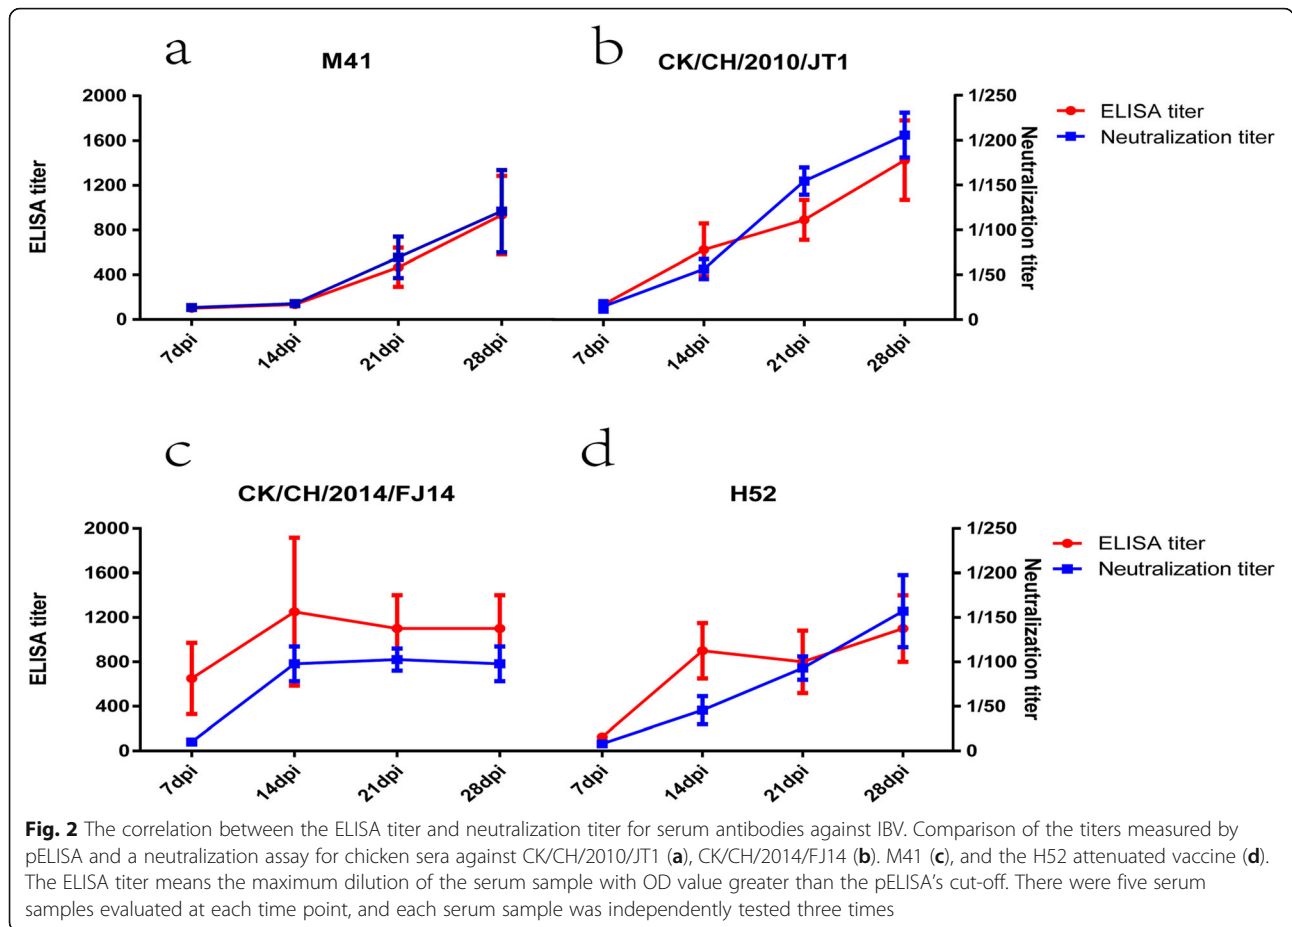 a
M41
b
CK/CH/2010/JT1
2000
1600
1200
800
400
0
ELISA titer
7dpi
14dpi
21dpi
28dpi
7dpi
14dpi
21dpi
28dpi
1/250
1/200
1/150
1/100
1/50
0
Neutralization titer
ELISA titer
Neutralization titer
c
CK/CH/2014/FJ14
d
H52
2000
1600
1200
800
400
0
ELISA titer
7dpi
14dpi
21dpi
28dpi
7dpi
14dpi
21dpi
28dpi
1/250
1/200
1/150
1/100
1/50
0
Neutralization titer
ELISA titer
Neutralization titer
Fig. 2 The correlation between the ELISA titer and neutralization titer for serum antibodies against IBV. Comparison of the titers measured by
pELISA and a neutralization assay for chicken sera against CK/CH/2010/JT1 (a), CK/CH/2014/FJ14 (b). M41 (c), and the H52 attenuated vaccine (d).
The ELISA titer means the maximum dilution of the serum sample with OD value greater than the pELISA's cut-off. There were five serum
samples evaluated at each time point, and each serum sample was independently tested three times